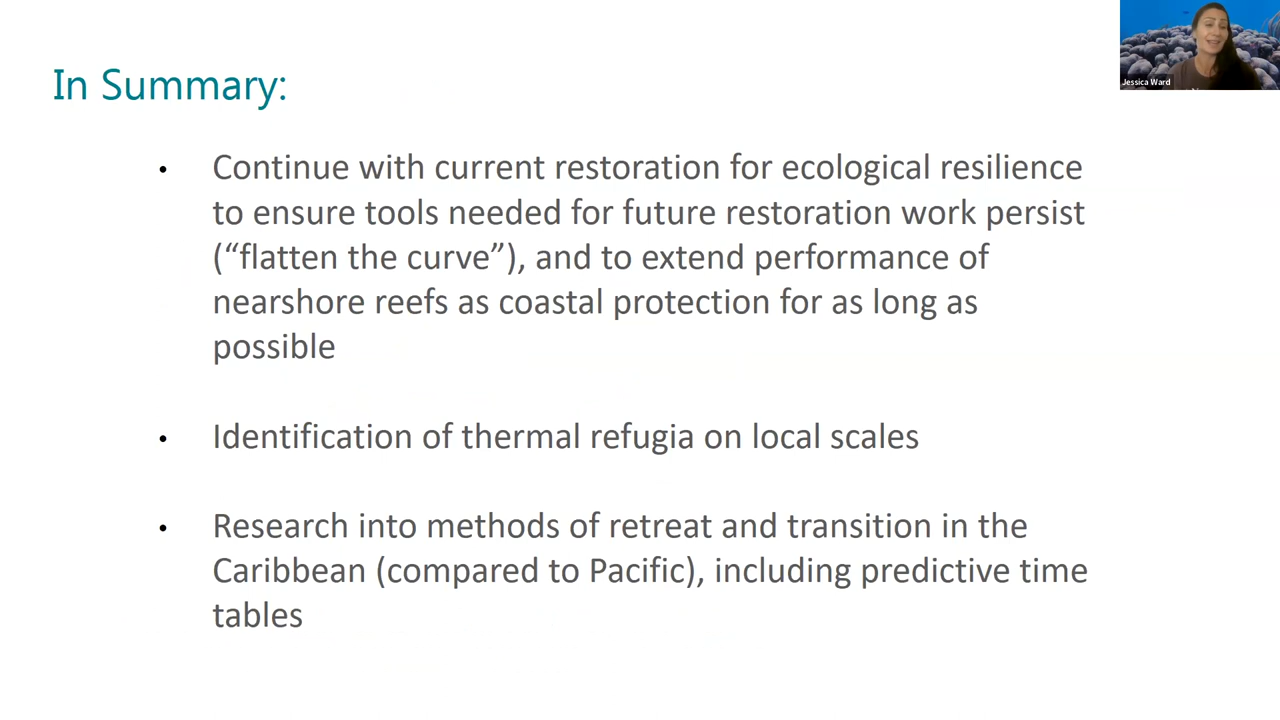 In Summary:
Jessica Ward
• Continue with current restoration for ecological resilience
to ensure tools needed for future restoration work persist
(“flatten the curve”), and to extend performance of
nearshore reefs as coastal protection for as long as
possible
• Identification of thermal refugia on local scales
• Research into methods of retreat and transition in the
Caribbean (compared to Pacific), including predictive time
tables